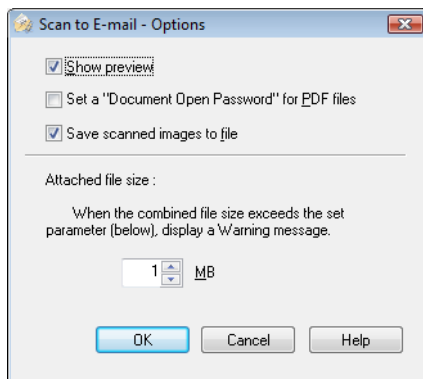 Scan to E-mail - Options
Show preview
Set a "Document Open Password" for PDF files
Save scanned images to file
Attached file size :
When the combined file size exceeds the set
parameter (below), display a Warning message.
1 MB
OK Cancel Help